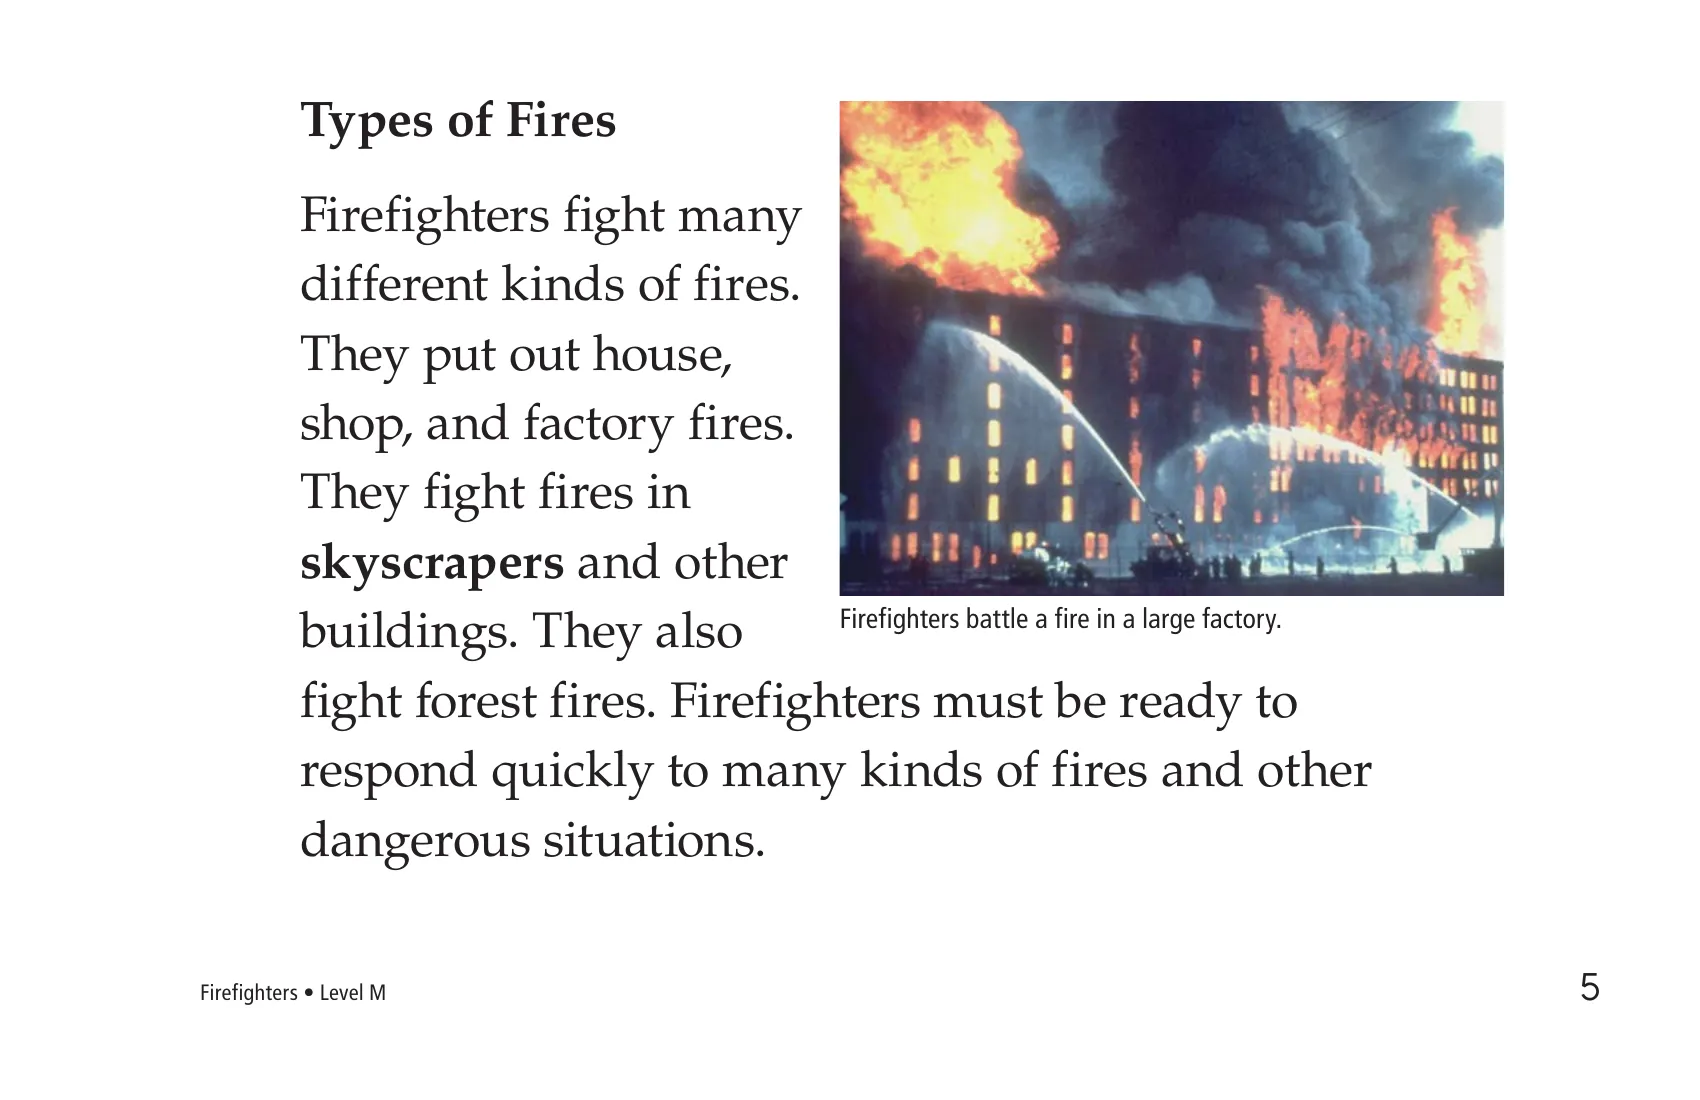 Types of Fires
Firefighters fight many
different kinds of fires.
They put out house,
shop, and factory fires.
They fight fires in
skyscrapers and other
buildings. They also
fight forest fires. Firefighters must be ready to
respond quickly to many kinds of fires and other
dangerous situations.
Firefighters battle a fire in a large factory.
Firefighters • Level M
5